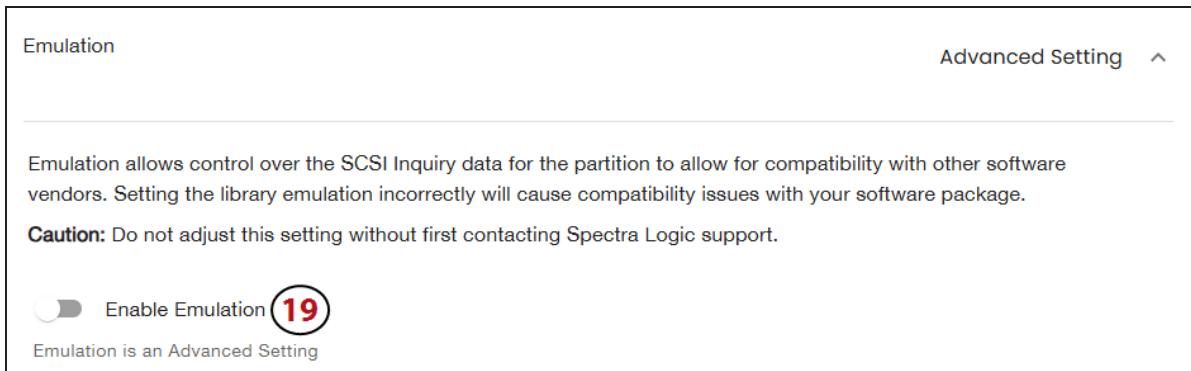 Emulation
Advanced Setting
Emulation allows control over the SCSI Inquiry data for the partition to allow for compatibility with other software
vendors. Setting the library emulation incorrectly will cause compatibility issues with your software package.
Caution: Do not adjust this setting without first contacting Spectra Logic support.
Enable Emulation 19
Emulation is an Advanced Setting